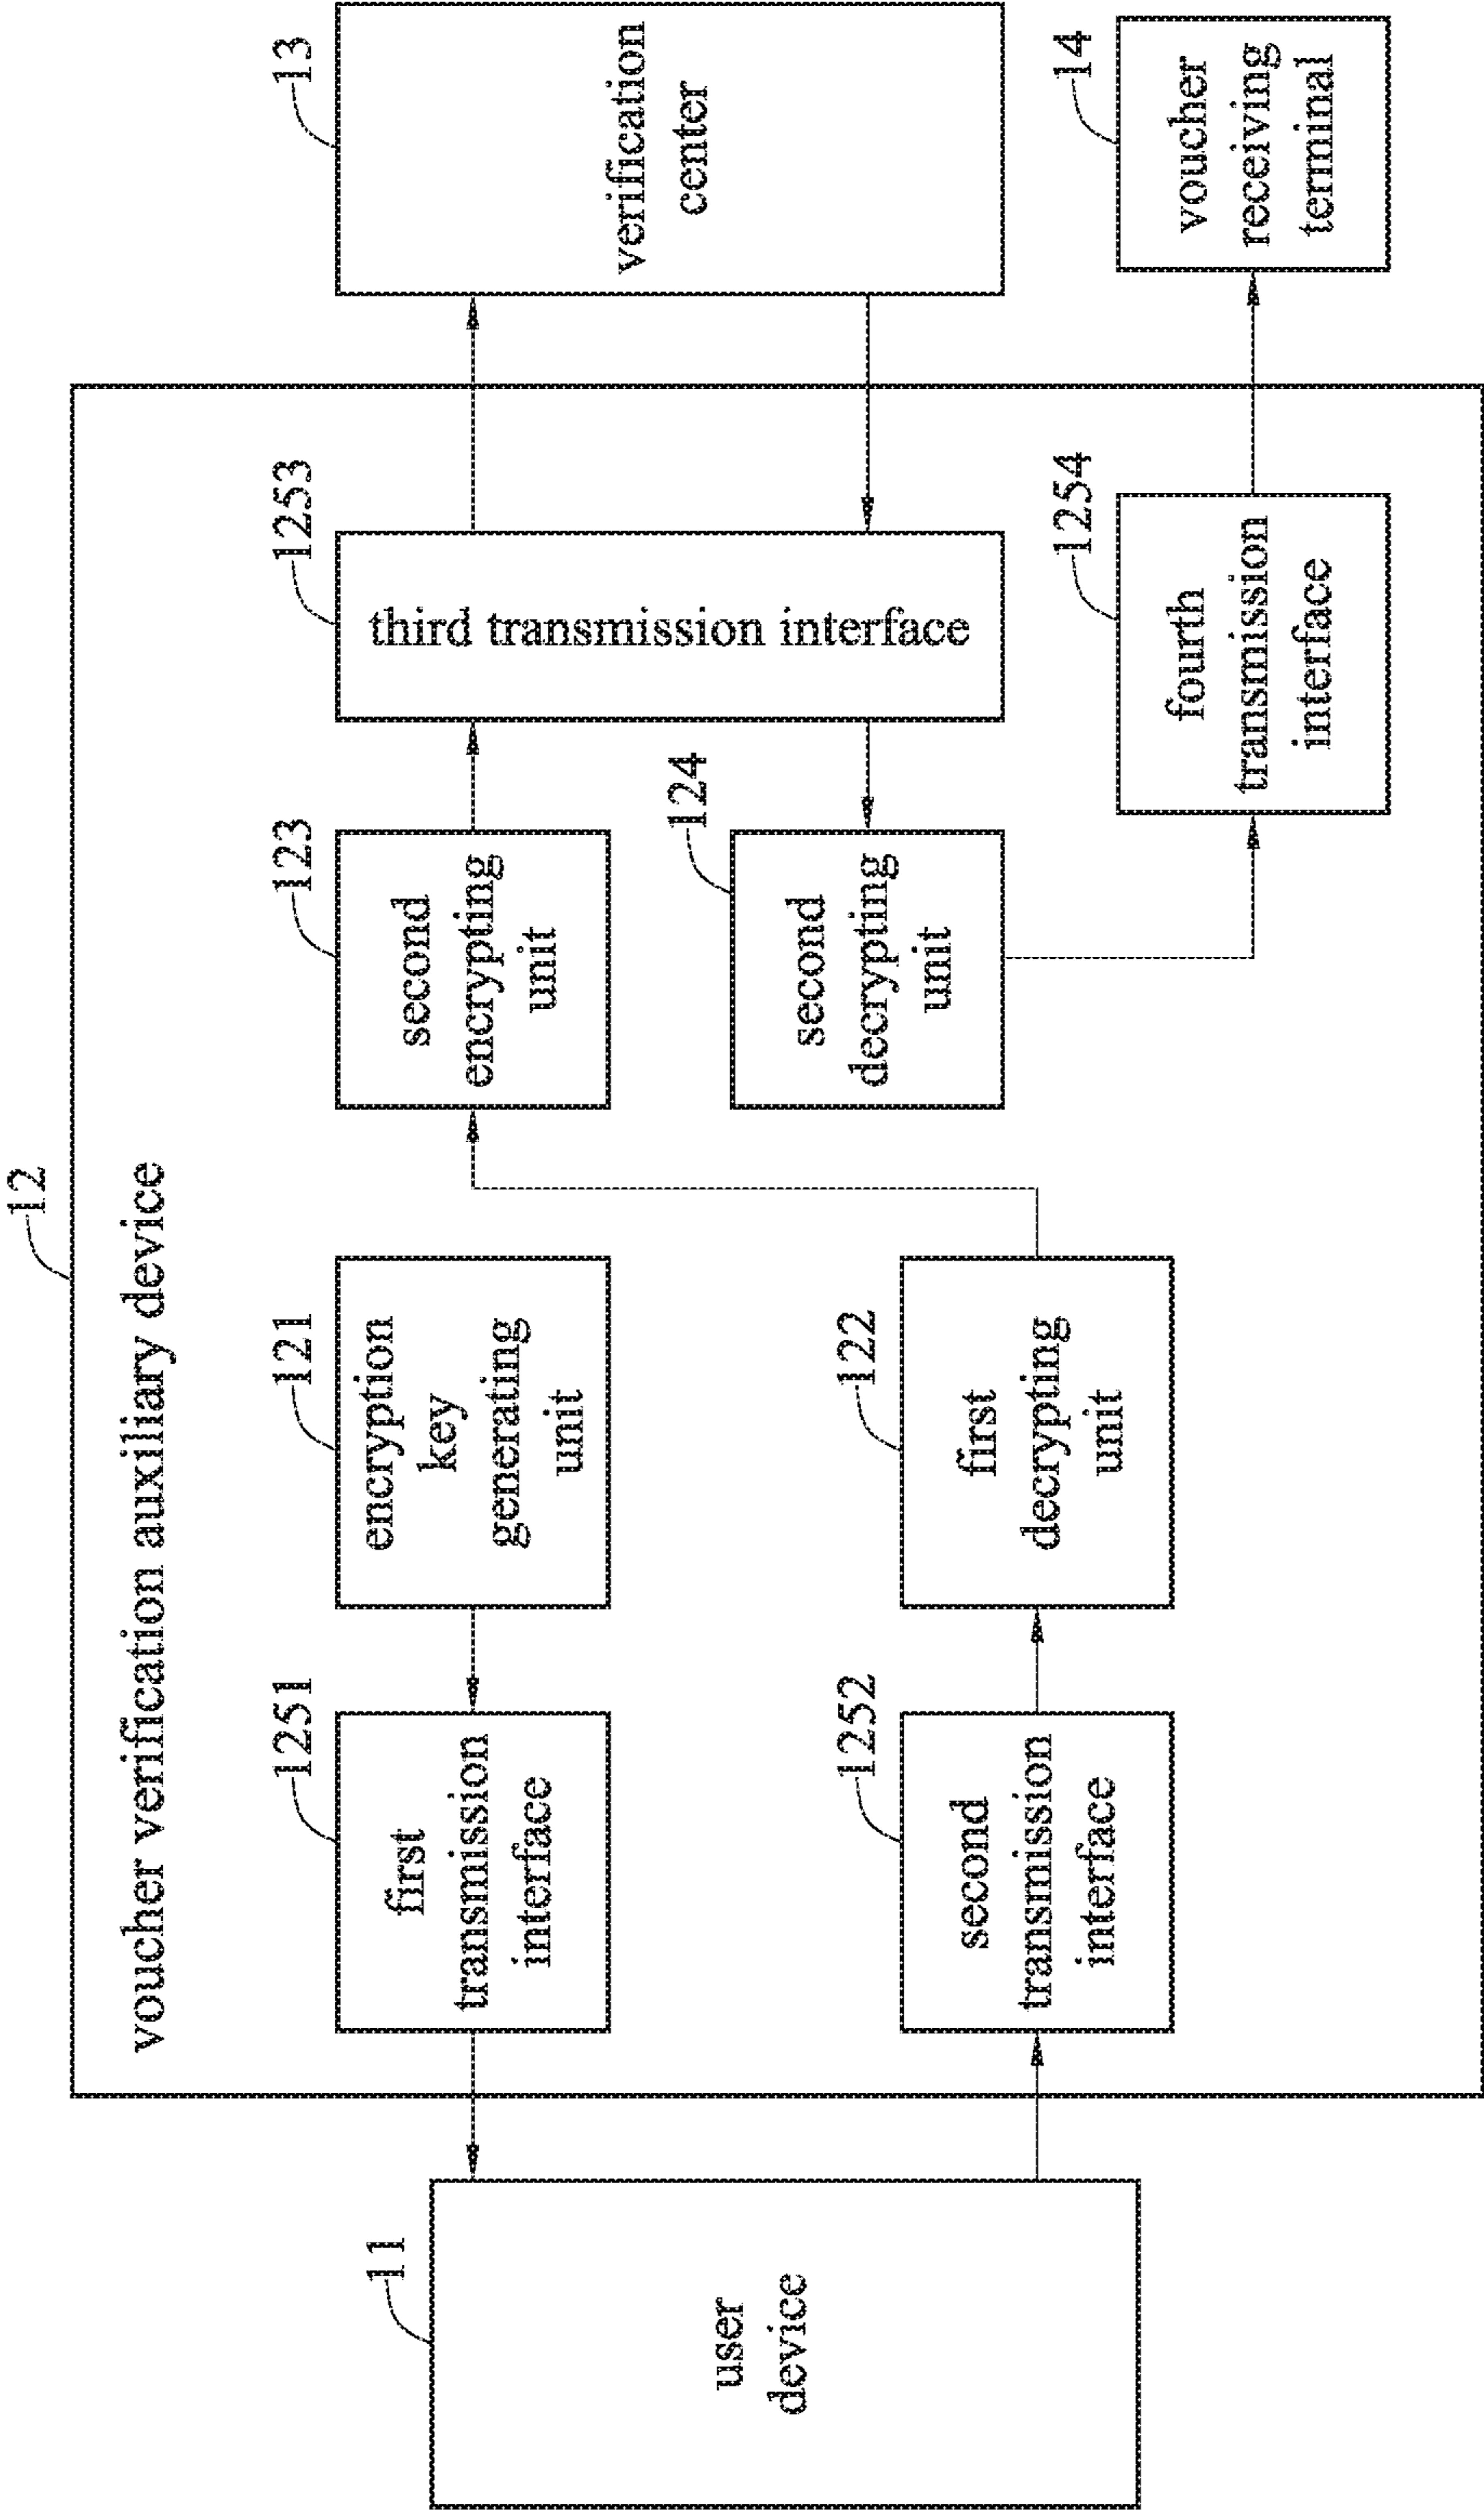 12
voucher verification auxiliary device
11
user
device
1251
first
transmission
interface
121
encryption
key
generating
unit
123
second
encrypting
unit
1253
third transmission interface
13
verification
center
124
second
decrypting
unit
1252
second
transmission
interface
122
first
decrypting
unit
1254
fourth
transmission
interface
14
voucher
receiving
terminal